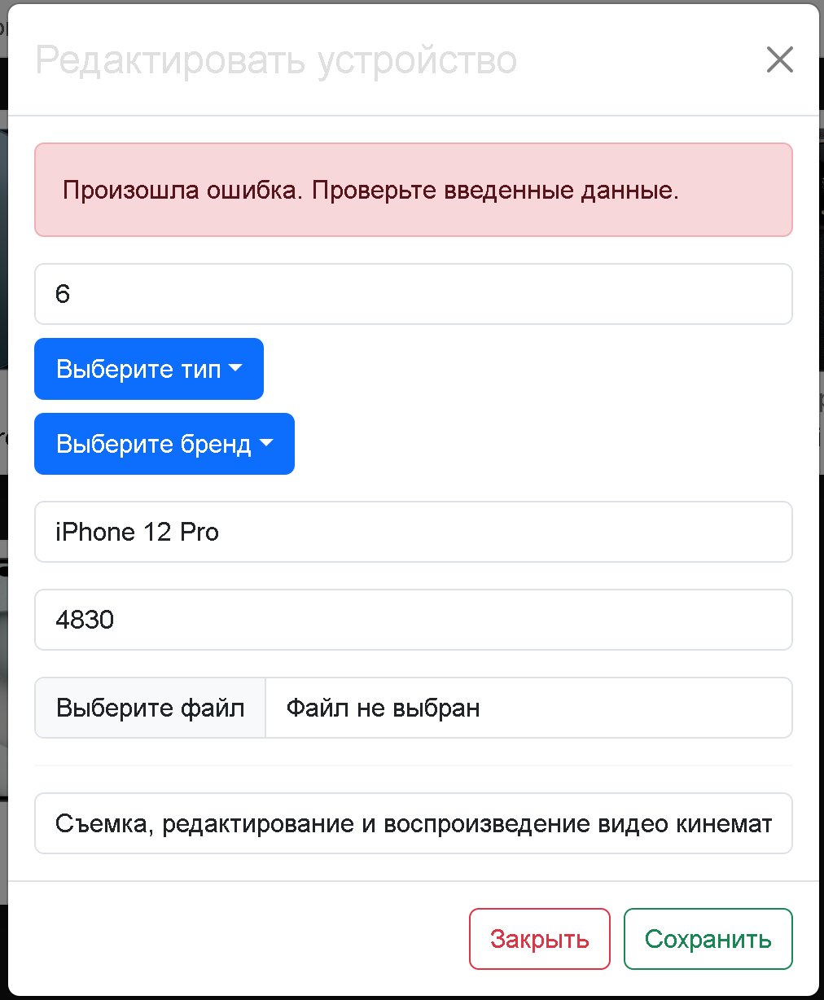 Редактировать устройство
Произошла ошибка. Проверьте введенные данные.
6
Выберите тип
Выберите бренд
iPhone 12 Pro
4830
Выберите файл Файл не выбран
Съемка, редактирование и воспроизведение видео кинемат
Закрыть Сохранить